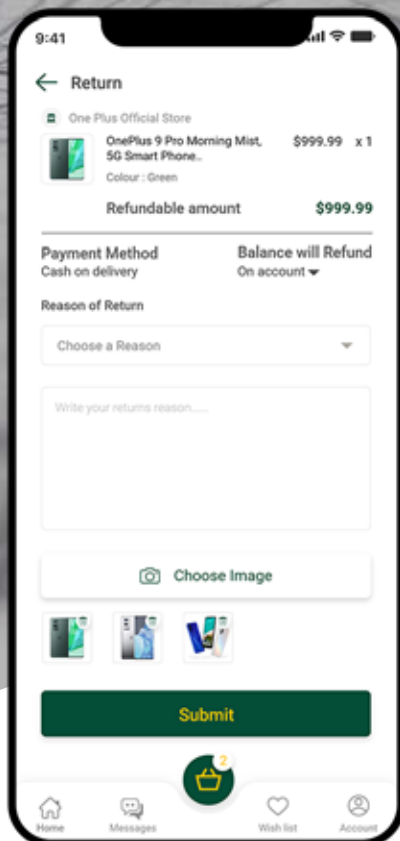 9:41
Return
One Plus Official Store
OnePlus 9 Pro Morning Mist, $999.99 x 1
5G Smart Phone..
Colour : Green
Refundable amount $999.99
Payment Method Balance will Refund
Cash on delivery On account
Reason of Return
Choose a Reason
Write your returns reason.....
Choose Image
Submit
2
Home Messages Wish list Account